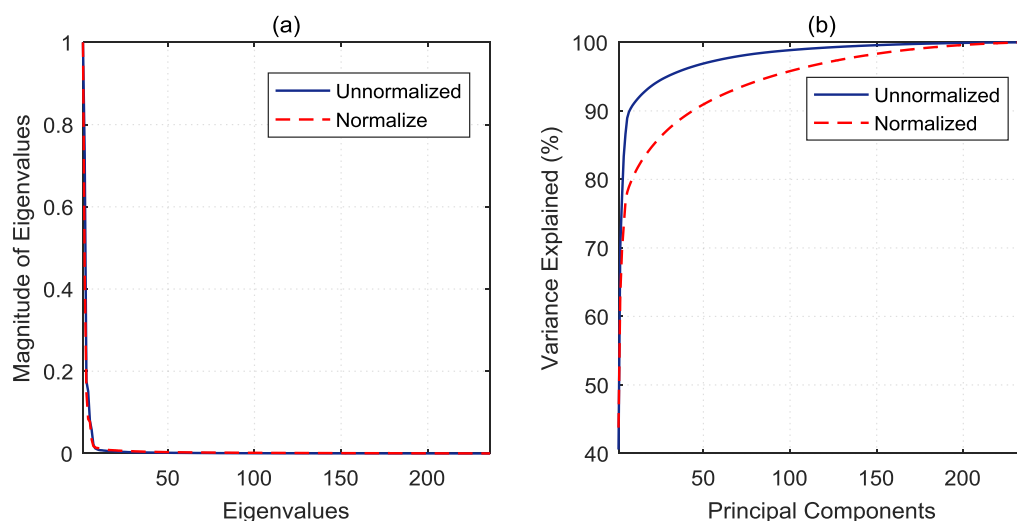 (a)
1
0.8
0.6
0.4
0.2
0
50
100
150
200
Magnitude of Eigenvalues
Eigenvalues
Unnormalized
Normalize
(b)
100
90
80
70
60
50
40
50
100
150
200
Variance Explained (%)
Principal Components
Unnormalized
Normalized